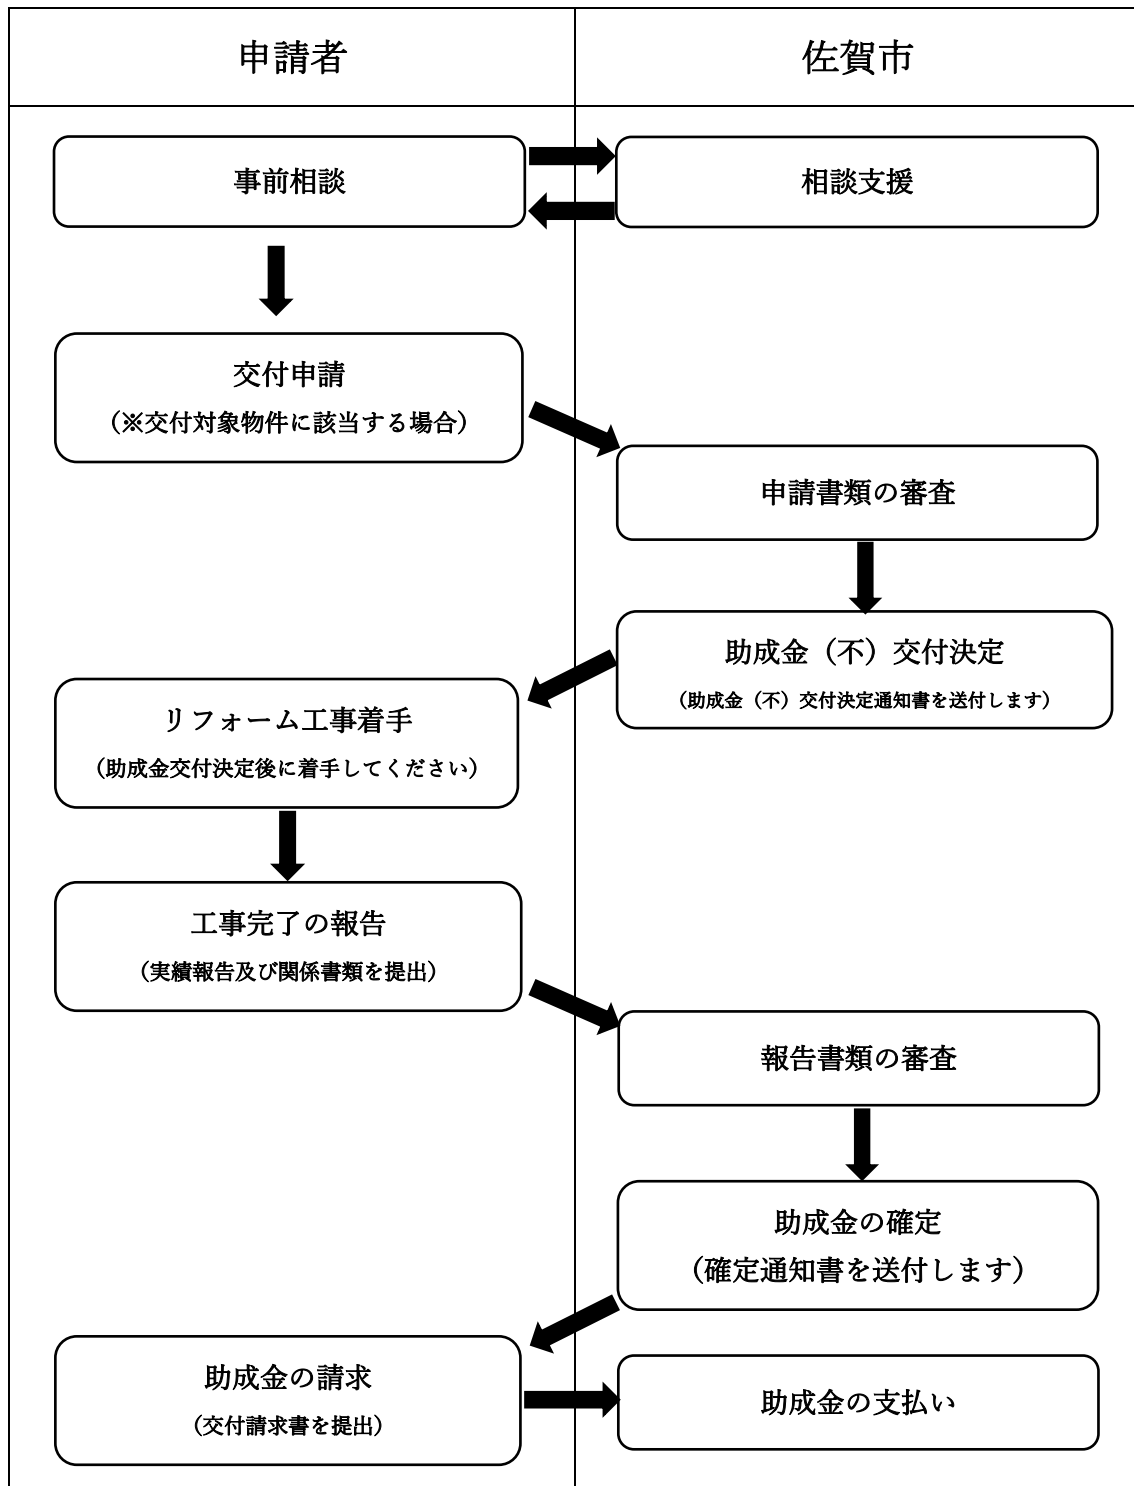 申請者
佐賀市
事前相談
相談支援
交付申請
（※交付対象物件に該当する場合）
申請書類の審査
助成金（不）交付決定
（助成金（不）交付決定通知書を送付します）
リフォーム工事着手
（助成金交付決定後に着手してください）
工事完了の報告
（実績報告及び関係書類を提出）
報告書類の審査
助成金の確定
（確定通知書を送付します）
助成金の請求
（交付請求書を提出）
助成金の支払い